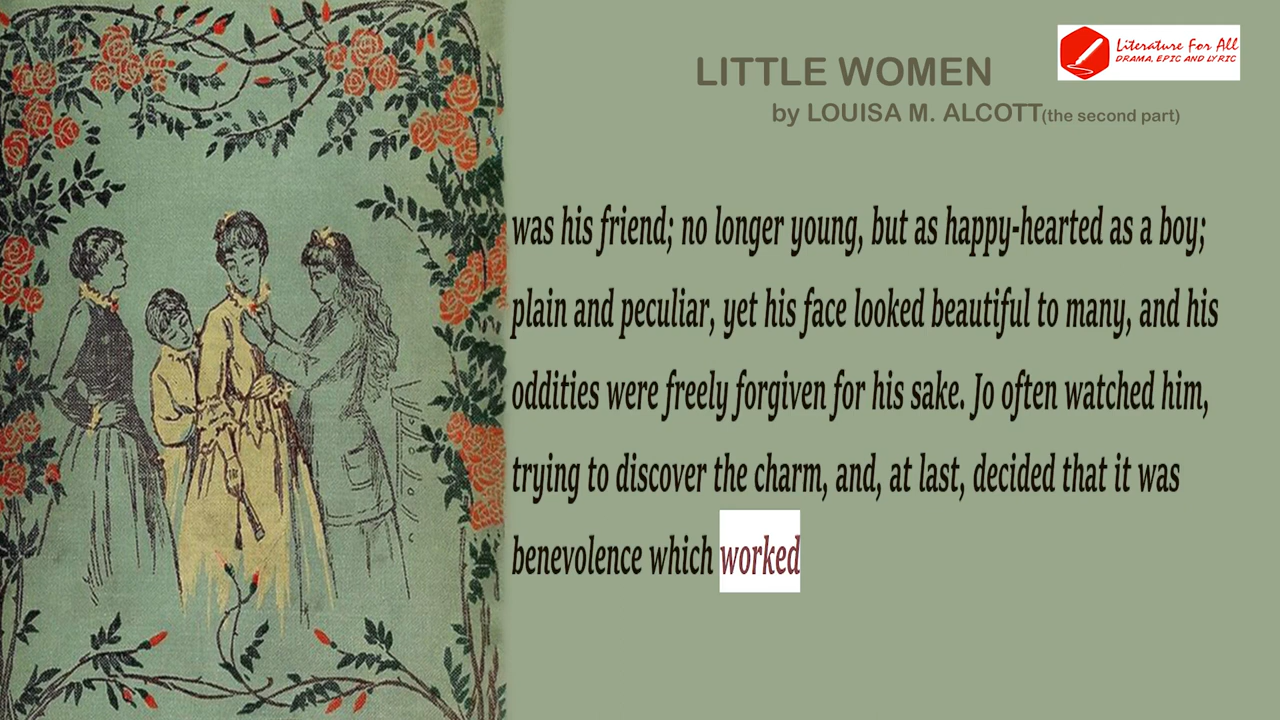 Literature For All
DRAMA, EPIC AND LYRIC
LITTLE WOMEN
by LOUISA M. ALCOTT(the second part)
was his friend; no longer young, but as happy-hearted as a boy;
plain and peculiar, yet his face looked beautiful to many, and his
oddities were freely forgiven for his sake. Jo often watched him,
trying to discover the charm, and, at last, decided that it was
benevolence which worked